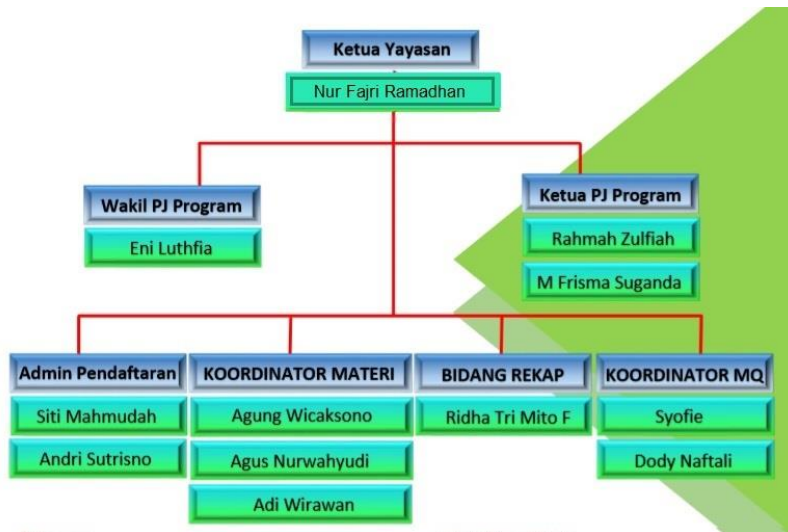 Ketua Yayasan
Nur Fajri Ramadhan
Wakil PJ Program
Eni Luthfia
Ketua PJ Program
Rahmah Zulfiah
M Frisma Suganda
Admin Pendaftaran
Siti Mahmudah
Andri Sutrisno
KOORDINATOR MATERI
Agung Wicaksono
Agus Nurwahyudi
Adi Wirawan
BIDANG REKAP
Ridha Tri Mito F
KOORDINATOR MQ
Syofie
Dody Naftali